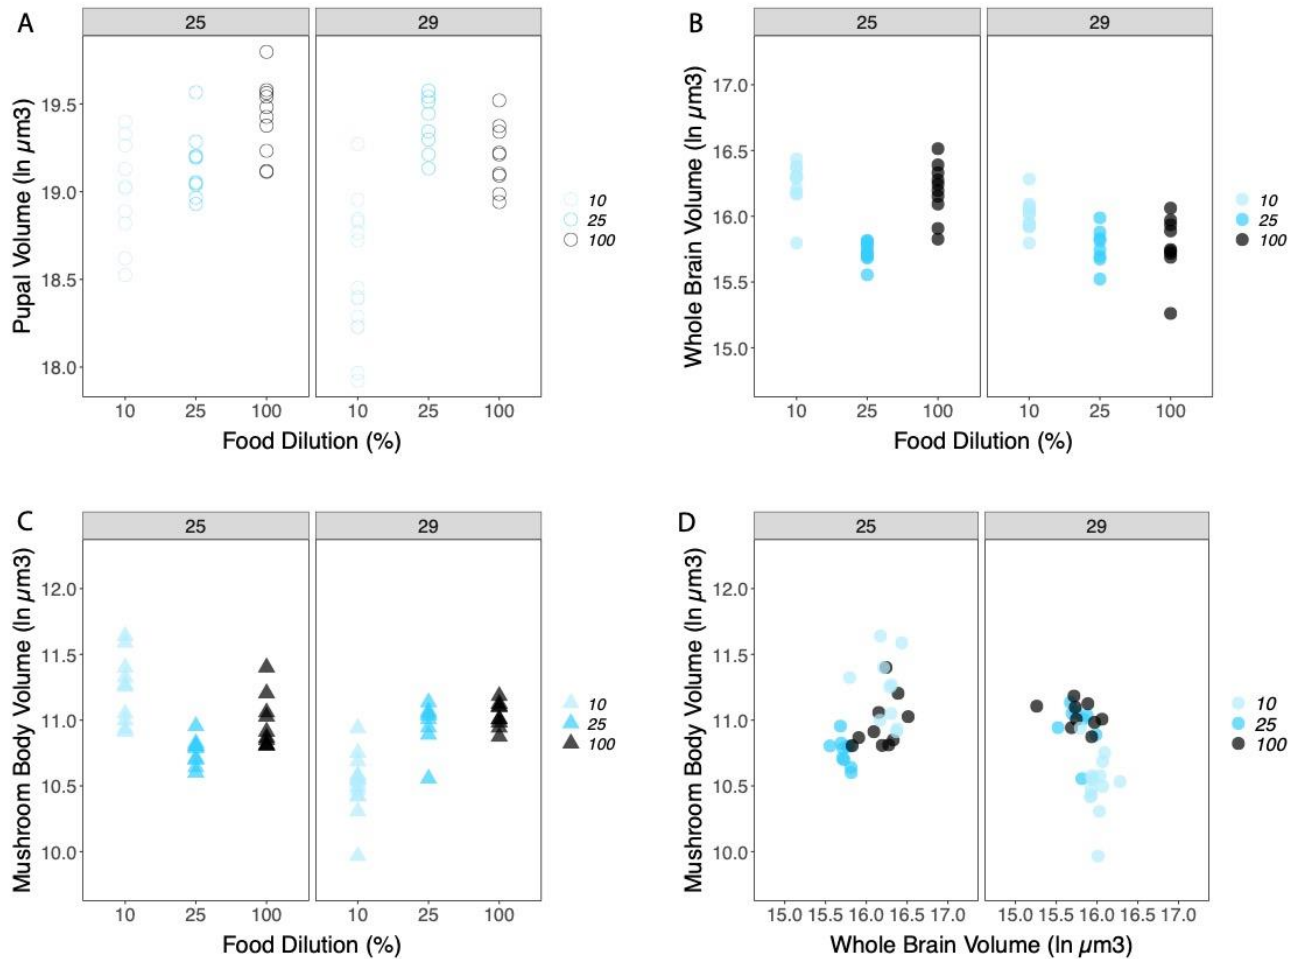 A
25 29
Pupal Volume (ln µm3)
19.5
19.0
18.5
18.0
10 25 100 10 25 100
Food Dilution (%)
10
25
100
B
25 29
Whole Brain Volume (ln µm3)
17.0
16.5
16.0
15.5
15.0
10 25 100 10 25 100
Food Dilution (%)
10
25
100
C
25 29
Mushroom Body Volume (ln µm3)
12.0
11.5
11.0
10.5
10.0
10 25 100 10 25 100
Food Dilution (%)
10
25
100
D
25 29
Mushroom Body Volume (ln µm3)
12.0
11.5
11.0
10.5
10.0
15.0 15.5 16.0 16.5 17.0 15.0 15.5 16.0 16.5 17.0
Whole Brain Volume (ln µm3)
10
25
100